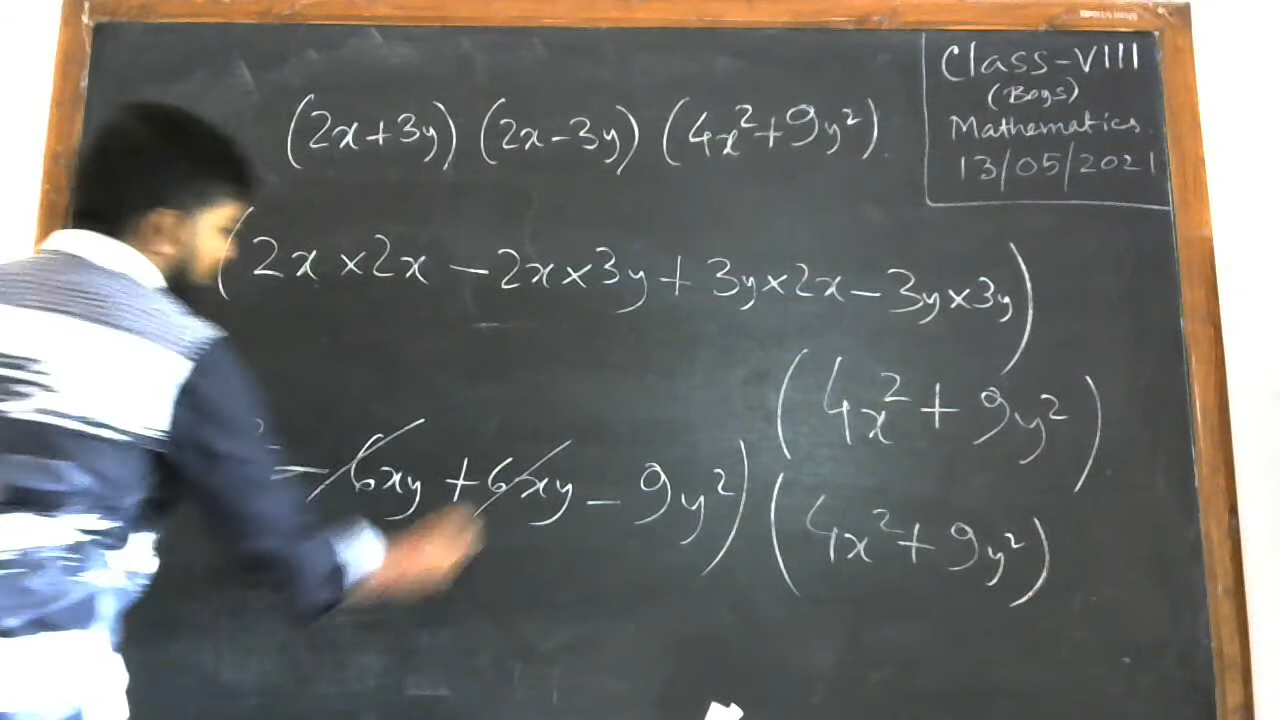 Class-VIII
(Boys)
Mathematics
13/05/2021
(2x+3y) (2x-3y) (4x²+9y²)
(2x×2x - 2x×3y + 3y×2x - 3y×3y)
(4x² + 9y²)
² - 6xy + 6xy - 9y²) (4x² + 9y²)